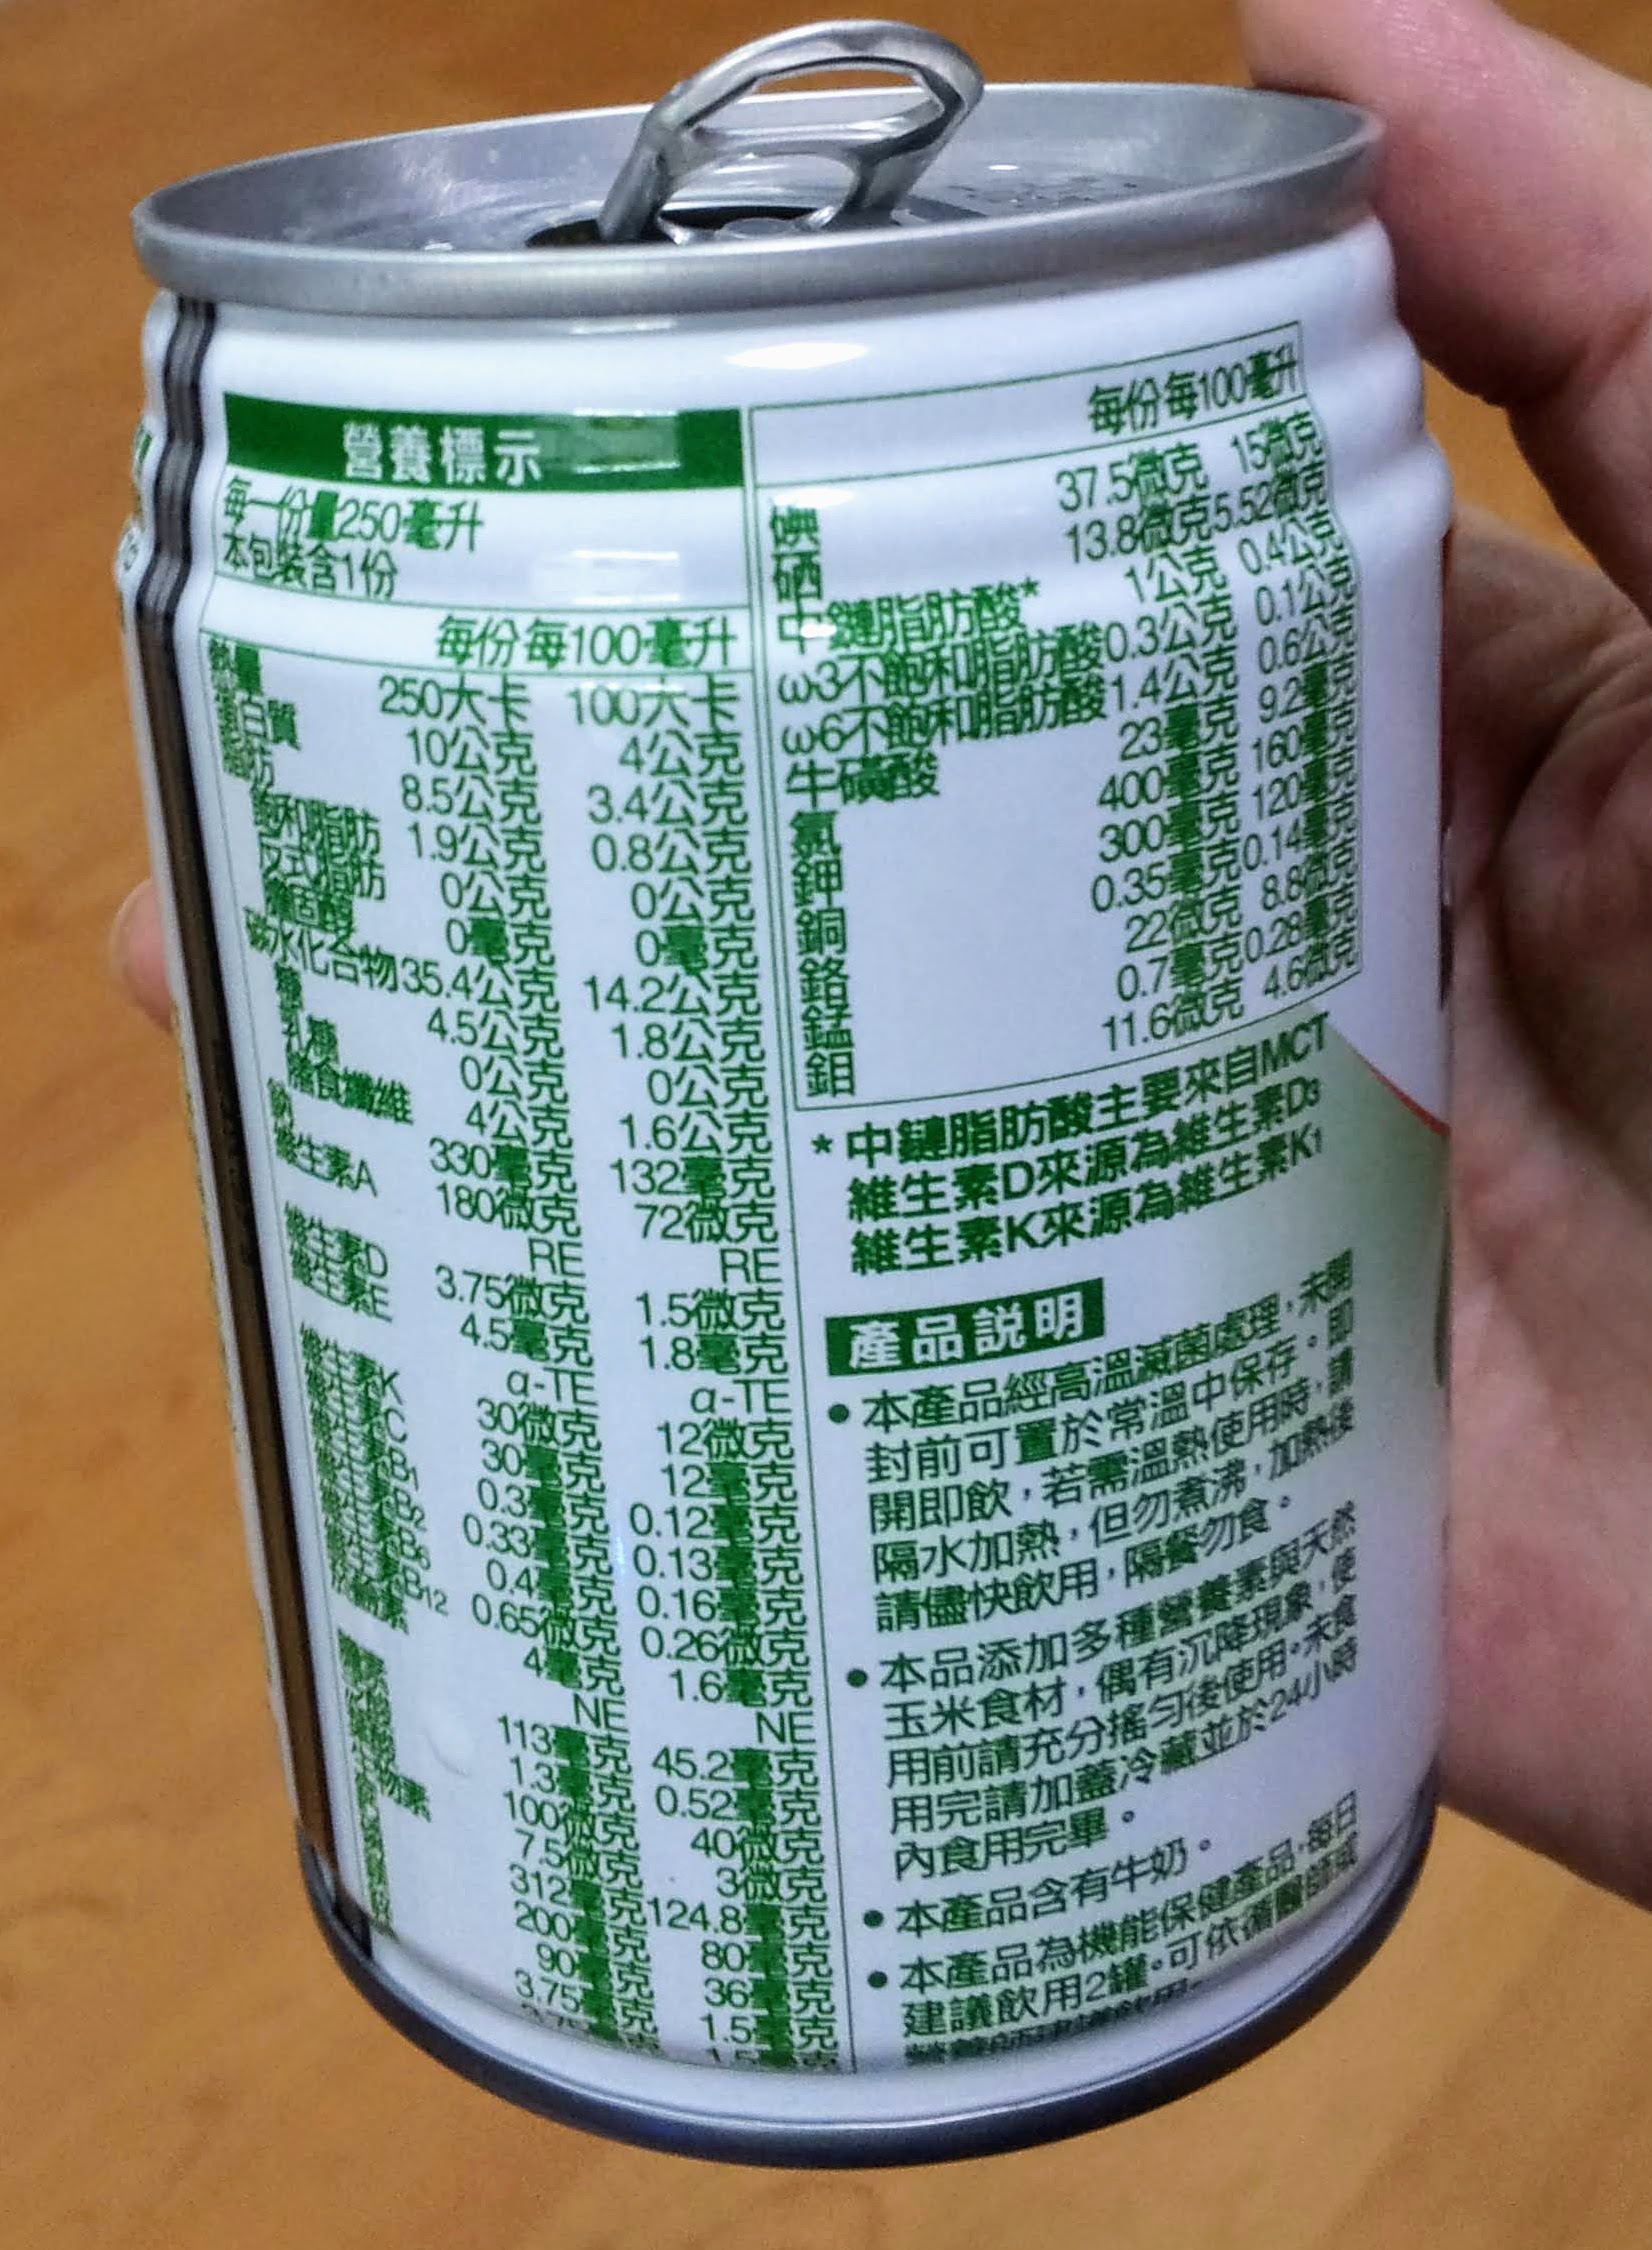 營養標示
每一份量250毫升
本包裝含1份
每份 每100毫升
熱量 250大卡 100大卡
蛋白質 10公克 4公克
脂肪 8.5公克 3.4公克
飽和脂肪 1.9公克 0.8公克
反式脂肪 0公克 0公克
膽固醇 0毫克 0毫克
碳水化合物 35.4公克 14.2公克
糖 4.5公克 1.8公克
乳糖 0公克 0公克
膳食纖維 4公克 1.6公克
鈉 330毫克 132毫克
維生素A 180微克 72微克
RE RE
維生素D 3.75微克 1.5微克
維生素E 4.5毫克 1.8毫克
α-TE α-TE
維生素K 30微克 12微克
維生素C 30毫克 12毫克
維生素B1 0.3毫克 0.12毫克
維生素B2 0.33毫克 0.13毫克
維生素B6 0.4毫克 0.16毫克
維生素B12 0.65微克 0.26微克
4毫克 1.6毫克
NE NE
113毫克 45.2毫克
1.3毫克 0.52毫克
100微克 40微克
7.5微克 3微克
312毫克 124.8毫克
200毫克 80毫克
90毫克 36毫克
3.75毫克 1.5毫克
每份 每100毫升
碘 37.5微克 15微克
硒 13.8微克 5.52微克
中鏈脂肪酸* 1公克 0.4公克
ω3不飽和脂肪酸 0.3公克 0.1公克
ω6不飽和脂肪酸 1.4公克 0.6公克
牛磺酸 23毫克 9.2毫克
氯 400毫克 160毫克
鉀 300毫克 120毫克
銅 0.35毫克 0.14毫克
鉻 22微克 8.8微克
錳 0.7毫克 0.28毫克
鉬 11.6微克 4.6微克
* 中鏈脂肪酸主要來自MCT
維生素D來源為維生素D3
維生素K來源為維生素K1
產品說明
● 本產品經高溫滅菌處理，未開
封前可置於常溫中保存。即
開即飲，若需溫熱使用時，請
隔水加熱，但勿煮沸，加熱後
請儘快飲用，隔餐勿食。
● 本品添加多種營養素與天然
玉米食材，偶有沉降現象，使
用前請充分搖勻後使用。未食
用完請加蓋冷藏並於24小時
內食用完畢。
● 本產品含有牛奶。
● 本產品為機能保健產品，每日
建議飲用2罐。可依循醫師或